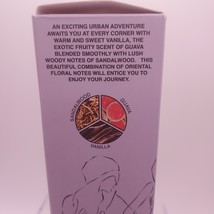 AN EXCITING URBAN ADVENTURE
AWAITS YOU AT EVERY CORNER WITH
WARM AND SWEET VANILLA, THE
EXOTIC FRUITY SCENT OF GUAVA
BLENDED SMOOTHLY WITH LUSH
WOODY NOTES OF SANDALWOOD. THIS
BEAUTIFUL COMBINATION OF ORIENTAL
FLORAL NOTES WILL ENTICE YOU TO
ENJOY YOUR JOURNEY.
SANDALWOOD
GUAVA
VANILLA